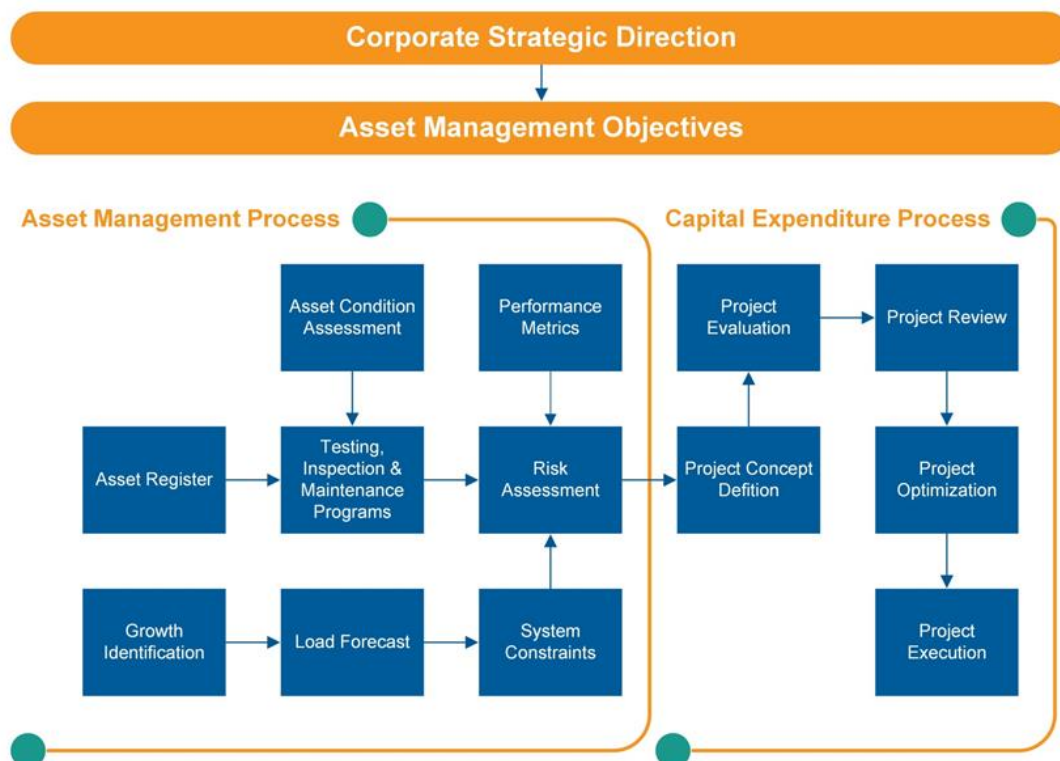 Corporate Strategic Direction
Asset Management Objectives
Asset Management Process
Capital Expenditure Process
Asset Condition
Assessment
Performance
Metrics
Project
Evaluation
Project Review
Asset Register
Testing,
Inspection &
Maintenance
Programs
Risk
Assessment
Project Concept
Defition
Project
Optimization
Growth
Identification
Load Forecast
System
Constraints
Project
Execution